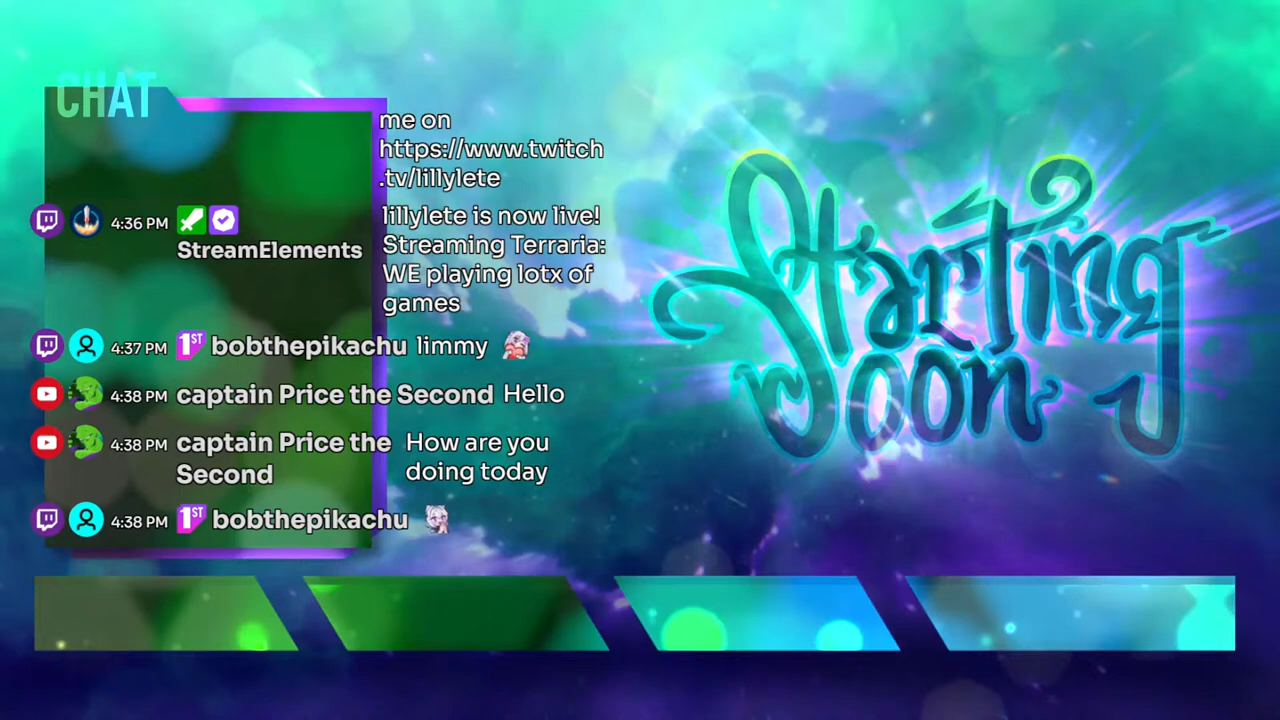 CHAT
me on
https://www.twitch
.tv/lillylete
4:36 PM StreamElements
lillylete is now live!
Streaming Terraria:
WE playing lotx of
games
4:37 PM 1ST bobthepikachu limmy
4:38 PM captain Price the Second Hello
4:38 PM captain Price the
Second
How are you
doing today
4:38 PM 1ST bobthepikachu
Starting
Soon